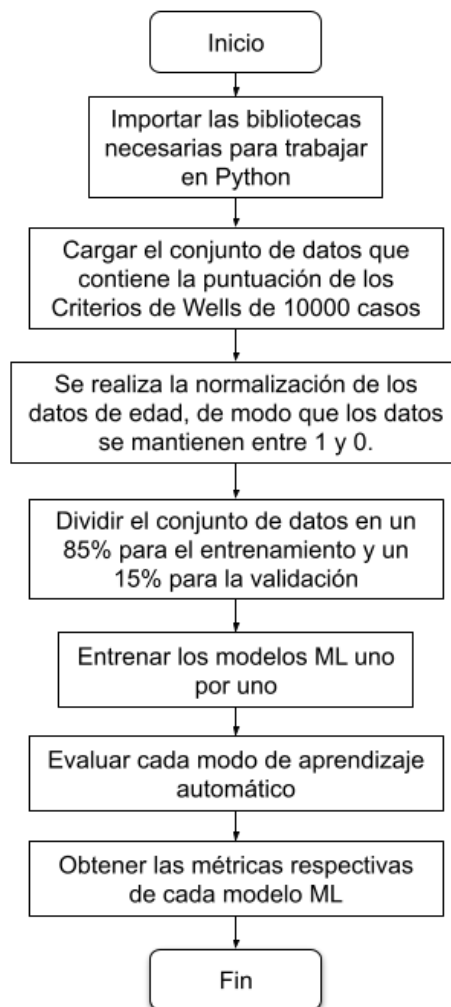 Inicio
Importar las bibliotecas
necesarias para trabajar
en Python
Cargar el conjunto de datos que
contiene la puntuación de los
Criterios de Wells de 10000 casos
Se realiza la normalización de los
datos de edad, de modo que los datos
se mantienen entre 1 y 0.
Dividir el conjunto de datos en un
85% para el entrenamiento y un
15% para la validación
Entrenar los modelos ML uno
por uno
Evaluar cada modo de aprendizaje
automático
Obtener las métricas respectivas
de cada modelo ML
Fin